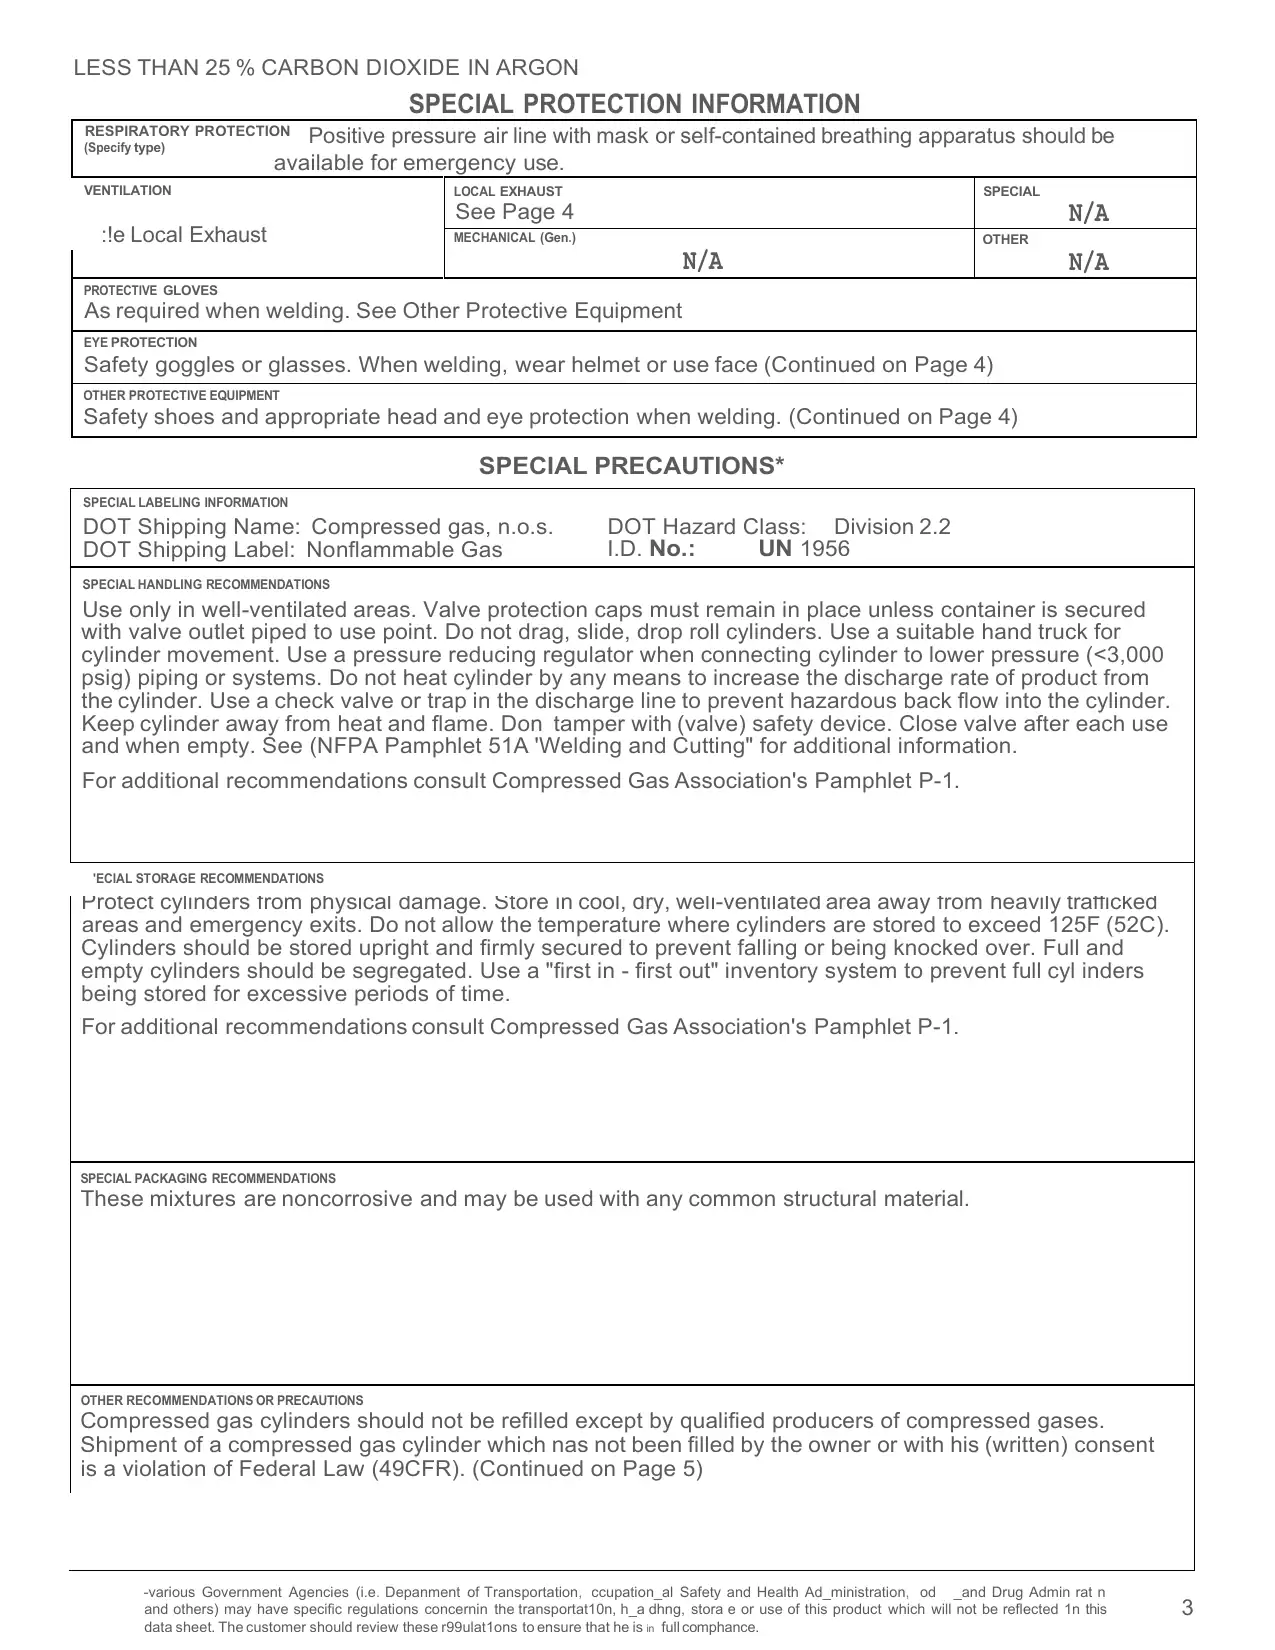 LESS THAN 25 % CARBON DIOXIDE IN ARGON
SPECIAL PROTECTION INFORMATION
RESPIRATORY PROTECTION Positive pressure air line with mask or self-contained breathing apparatus should be
(Specify type)
available for emergency use.
VENTILATION
:!e Local Exhaust
LOCAL EXHAUST
See Page 4
SPECIAL
N/A
MECHANICAL (Gen.)
N/A
OTHER
N/A
PROTECTIVE GLOVES
As required when welding. See Other Protective Equipment
EYE PROTECTION
Safety goggles or glasses. When welding, wear helmet or use face (Continued on Page 4)
OTHER PROTECTIVE EQUIPMENT
Safety shoes and appropriate head and eye protection when welding. (Continued on Page 4)
SPECIAL PRECAUTIONS*
SPECIAL LABELING INFORMATION
DOT Shipping Name: Compressed gas, n.o.s. DOT Hazard Class: Division 2.2
DOT Shipping Label: Nonflammable Gas I.D. No.: UN 1956
SPECIAL HANDLING RECOMMENDATIONS
Use only in well-ventilated areas. Valve protection caps must remain in place unless container is secured
with valve outlet piped to use point. Do not drag, slide, drop roll cylinders. Use a suitable hand truck for
cylinder movement. Use a pressure reducing regulator when connecting cylinder to lower pressure (<3,000
psig) piping or systems. Do not heat cylinder by any means to increase the discharge rate of product from
the cylinder. Use a check valve or trap in the discharge line to prevent hazardous back flow into the cylinder.
Keep cylinder away from heat and flame. Don tamper with (valve) safety device. Close valve after each use
and when empty. See (NFPA Pamphlet 51A 'Welding and Cutting" for additional information.
For additional recommendations consult Compressed Gas Association's Pamphlet P-1.
'ECIAL STORAGE RECOMMENDATIONS
Protect cylinders from physical damage. Store in cool, dry, well-ventilated area away from heavily trafficked
areas and emergency exits. Do not allow the temperature where cylinders are stored to exceed 125F (52C).
Cylinders should be stored upright and firmly secured to prevent falling or being knocked over. Full and
empty cylinders should be segregated. Use a "first in - first out" inventory system to prevent full cyl inders
being stored for excessive periods of time.
For additional recommendations consult Compressed Gas Association's Pamphlet P-1.
SPECIAL PACKAGING RECOMMENDATIONS
These mixtures are noncorrosive and may be used with any common structural material.
OTHER RECOMMENDATIONS OR PRECAUTIONS
Compressed gas cylinders should not be refilled except by qualified producers of compressed gases.
Shipment of a compressed gas cylinder which nas not been filled by the owner or with his (written) consent
is a violation of Federal Law (49CFR). (Continued on Page 5)
-various Government Agencies (i.e. Depanment of Transportation, ccupation_al Safety and Health Ad_ministration, od _and Drug Admin rat n
and others) may have specific regulations concernin the transportat10n, h_a dhng, stora e or use of this product which will not be reflected 1n this
data sheet. The customer should review these r99ulat1ons to ensure that he is in full comphance.
3